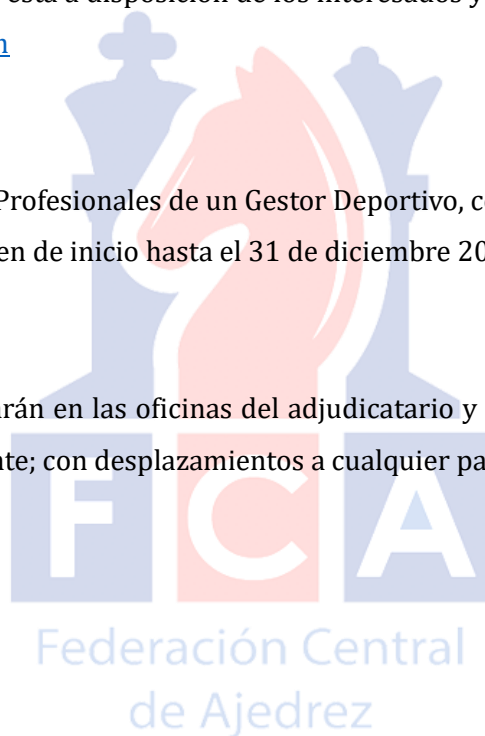 está a disposición de los interesados y
n
Profesionales de un Gestor Deportivo, c
en de inicio hasta el 31 de diciembre 20
arán en las oficinas del adjudicatario y
nte; con desplazamientos a cualquier pa
FCA
Federación Central
de Ajedrez